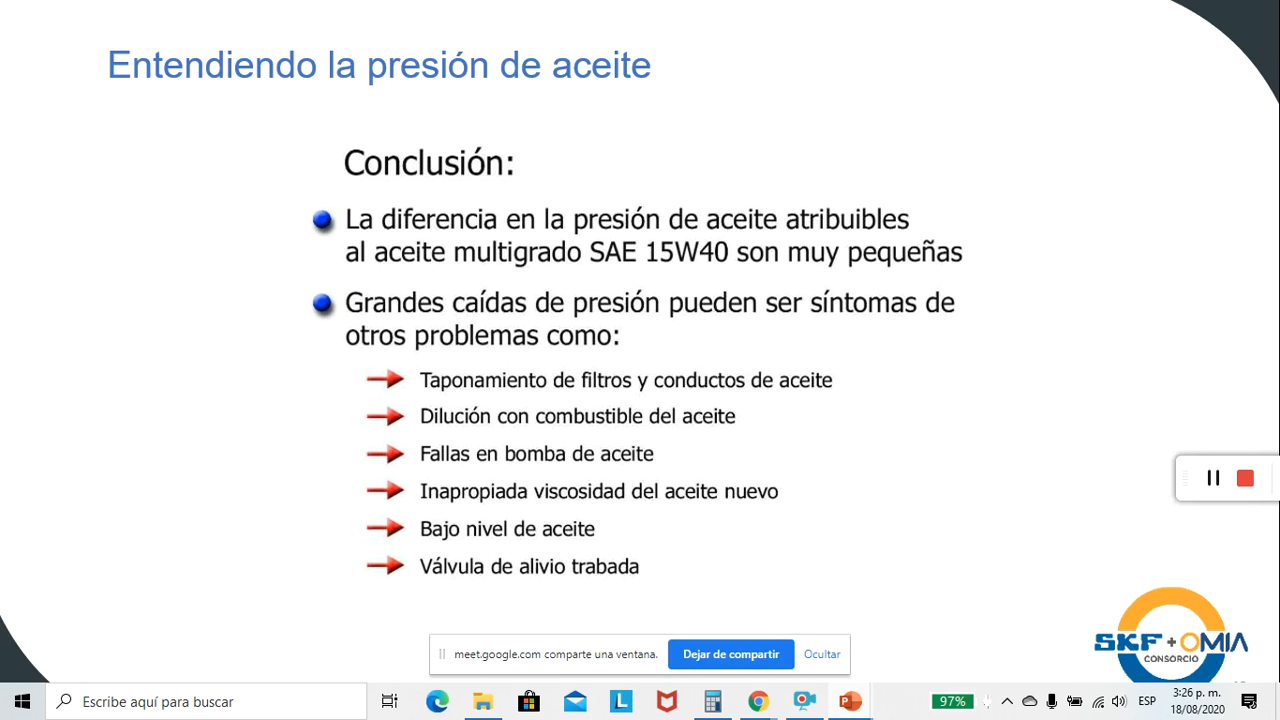 Entendiendo la presión de aceite
Conclusión:
La diferencia en la presión de aceite atribuibles
al aceite multigrado SAE 15W40 son muy pequeñas
Grandes caídas de presión pueden ser síntomas de
otros problemas como:
Taponamiento de filtros y conductos de aceite
Dilución con combustible del aceite
Fallas en bomba de aceite
Inapropiada viscosidad del aceite nuevo
Bajo nivel de aceite
Válvula de alivio trabada
SKF + OMIA
CONSORCIO
meet.google.com comparte una ventana.
Dejar de compartir
Ocultar
Escribe aquí para buscar
97%
ESP
3:26 p. m.
18/08/2020